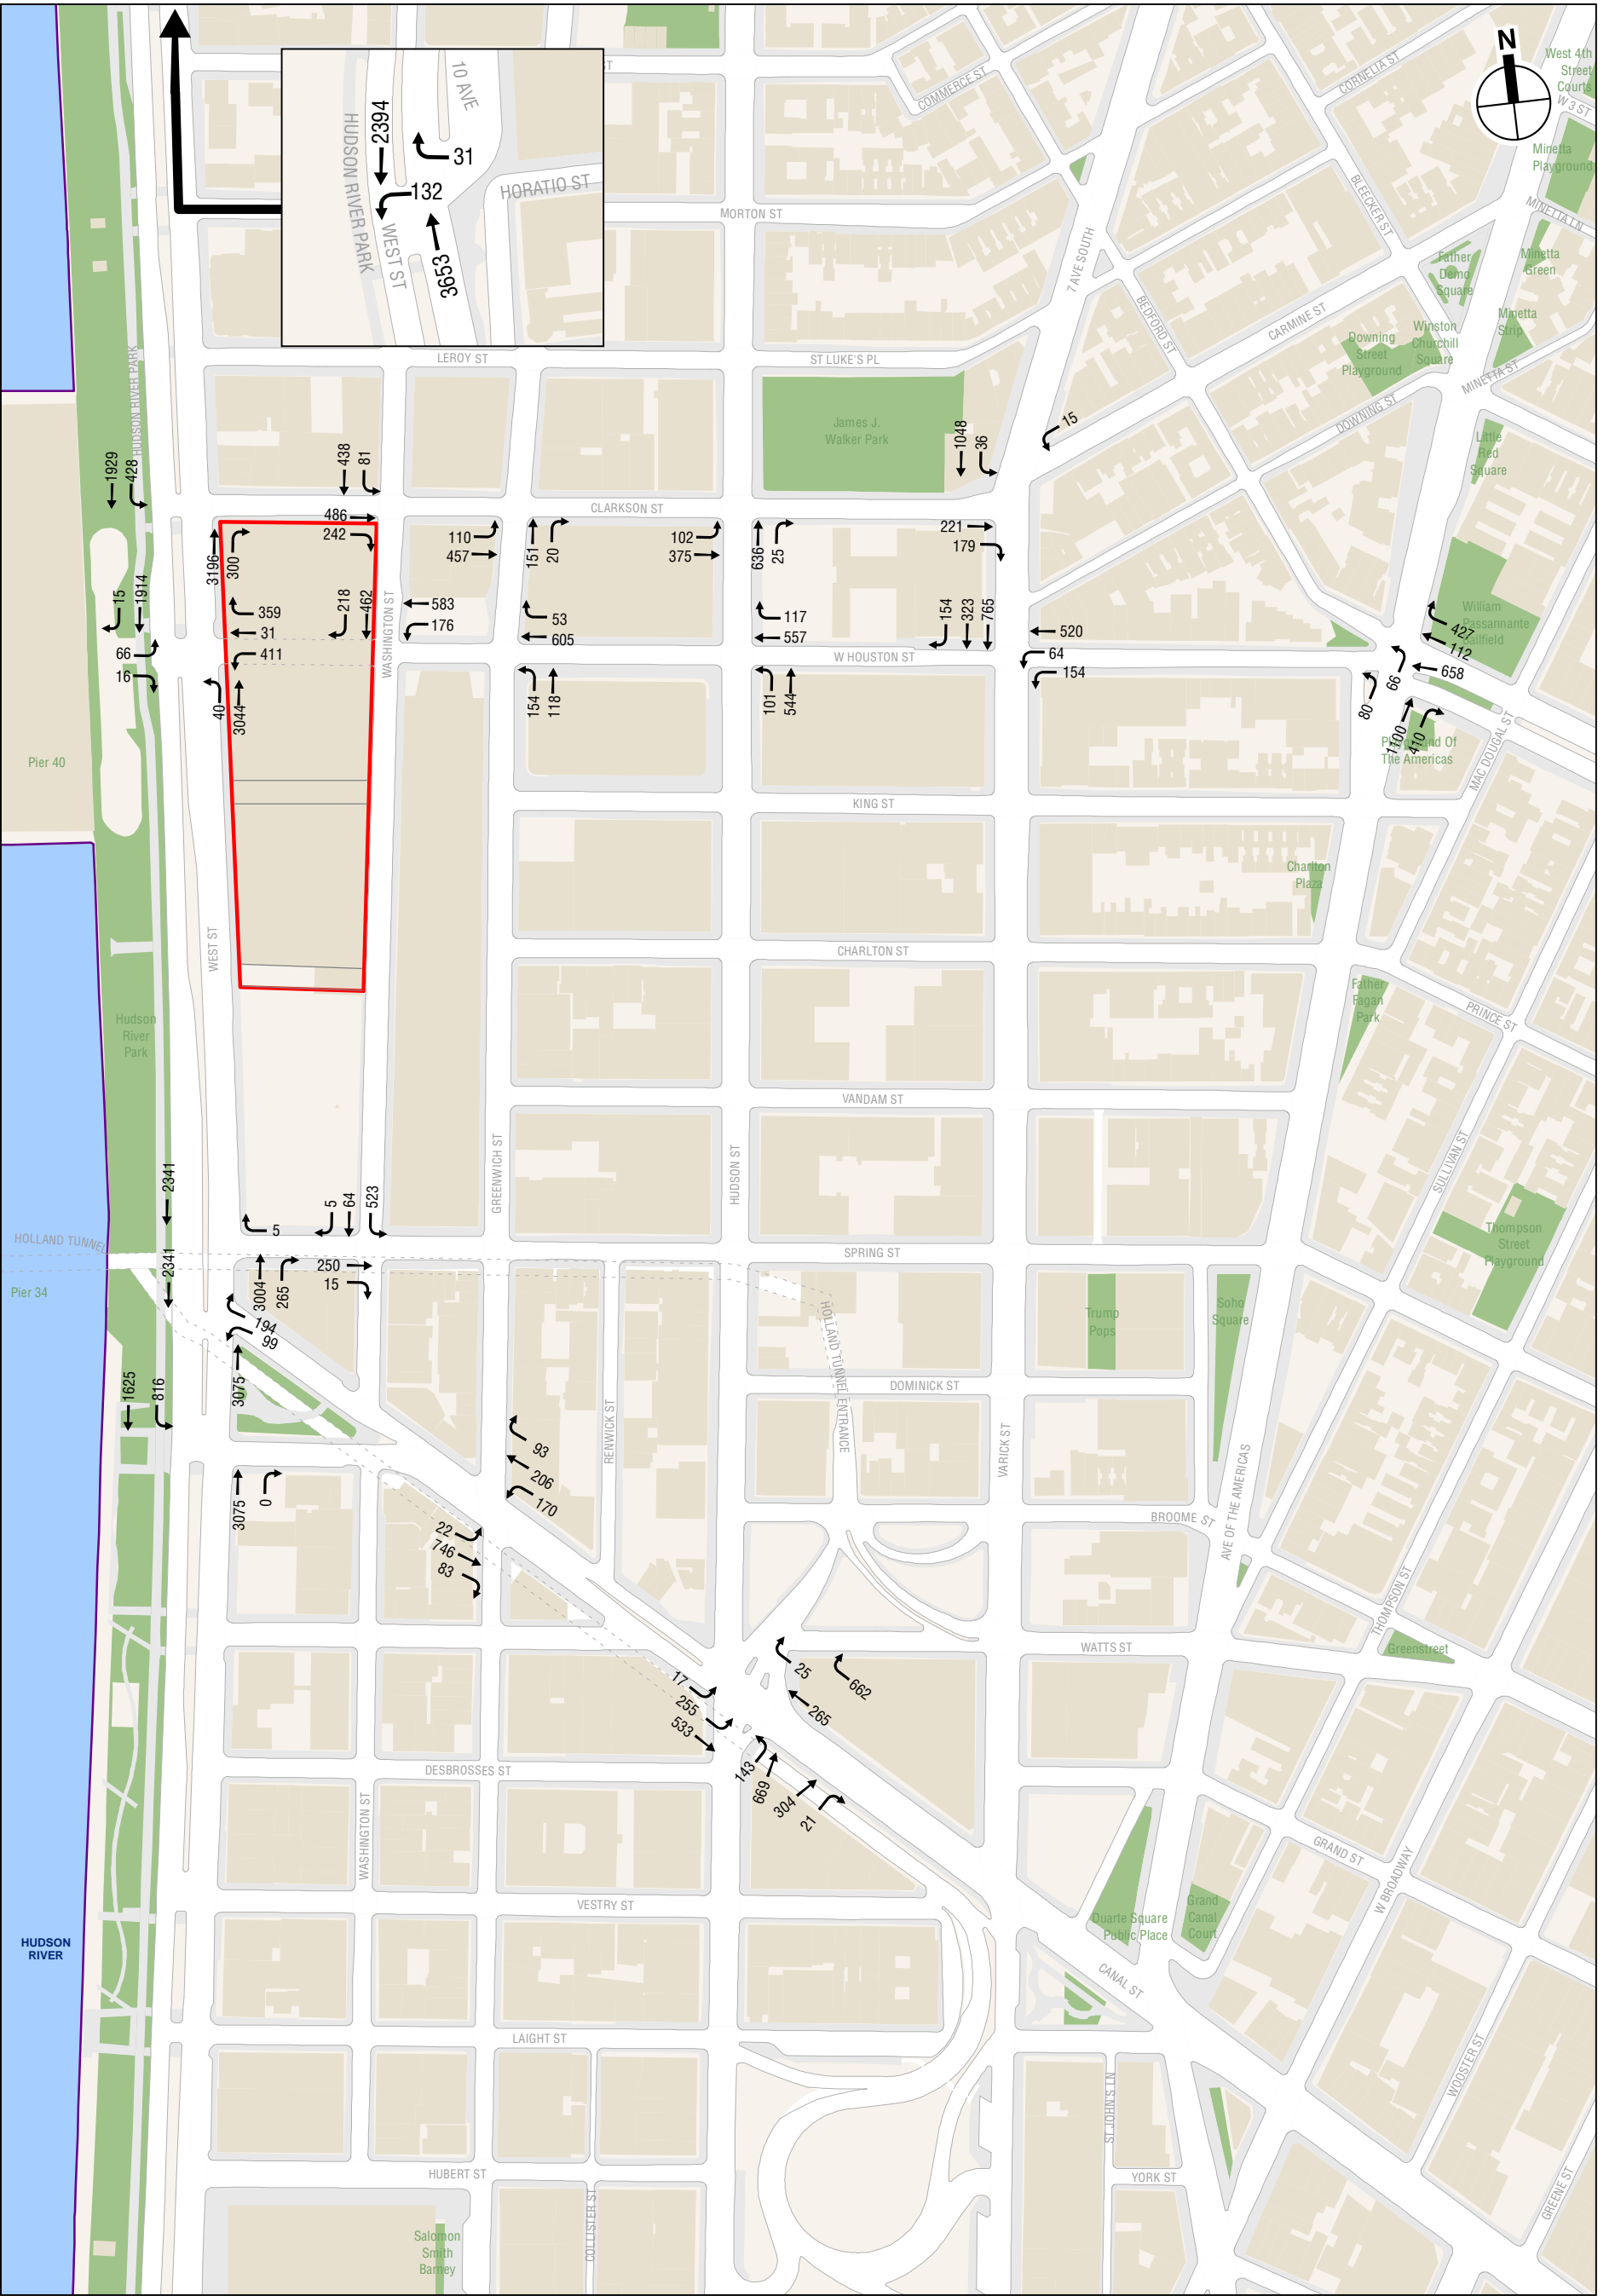 N
West 4th
Street/
Courts
W 3 ST
CORNELIA ST
COMMERCE ST
ST
10 AVE
2394
31
HUDSON RIVER PARK
132
HORATIO ST
WEST ST
3653
Minetta
Playground
MINETTA LN
BLEECKER ST
MORTON ST
7 AVE SOUTH
Father
Demo
Square
Minetta
Green
BEDFORD ST
CARMINE ST
Minetta
Strip
Winston
Churchill
Square
Downing
Street
Playground
HUDSON RIVER PARK
LEROY ST
ST LUKE'S PL
MINETTA ST
DOWNING ST
James J.
Walker Park
15
1048
36
Little
Red
Square
1929
428
438
81
CLARKSON ST
486
242
3196
300
110
457
151
20
102
375
636
25
221
179
15
1914
359
31
411
218
462
WASHINGTON ST
583
176
53
605
117
557
154
323
765
520
64
154
William
Passannante
Ballfield
427
112
658
66
16
W HOUSTON ST
40
3044
154
118
101
544
80
66
1100
410
Pl
nd Of
The Americas
MAC DOUGAL ST
Pier 40
KING ST
Charlton
Plaza
WEST ST
CHARLTON ST
Father
Fagan
Park
PRINCE ST
Hudson
River
Park
VANDAM ST
GREENWICH ST
HUDSON ST
SULLIVAN ST
2341
5
5
64
523
Thompson
Street
Playground
HOLLAND TUNNEL
SPRING ST
2341
3004
265
250
15
Pier 34
194
99
HOLLAND TUNNEL ENTRANCE
Trump
Pops
Soho
Square
3075
1625
816
DOMINICK ST
RENWICK ST
93
206
170
VARICK ST
AVE OF THE AMERICAS
3075
0
22
746
83
BROOME ST
THOMPSON ST
WATTS ST
Greenstreet
17
255
533
25
662
265
143
669
304
21
DESBROSSES ST
WASHINGTON ST
GRAND ST
W BROADWAY
VESTRY ST
Duarte Square
Public Place
Grand
Canal
Court
HUDSON
RIVER
CANAL ST
LAIGHT ST
WOOSTER ST
ST JOHN'S LN
HUBERT ST
YORK ST
GREENE ST
COLLISTER ST
Salomon
Smith
Barney